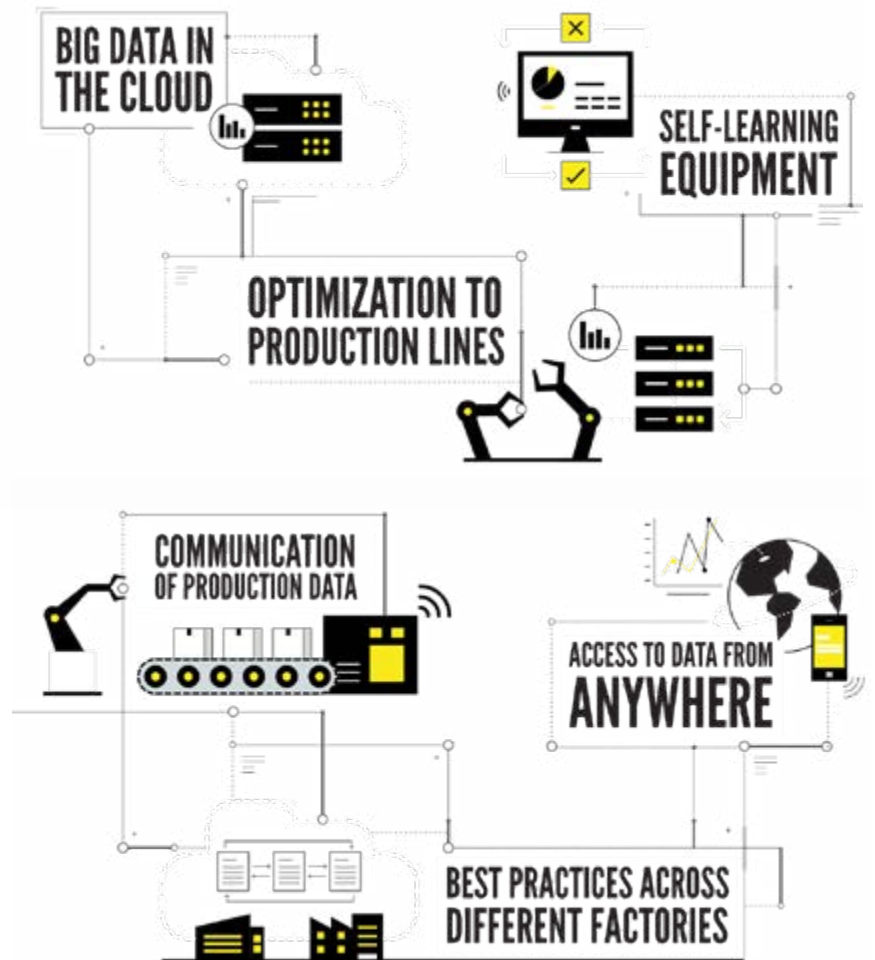 BIG DATA IN
THE CLOUD
SELF-LEARNING
EQUIPMENT
OPTIMIZATION TO
PRODUCTION LINES
COMMUNICATION
OF PRODUCTION DATA
ACCESS TO DATA FROM
ANYWHERE
BEST PRACTICES ACROSS
DIFFERENT FACTORIES